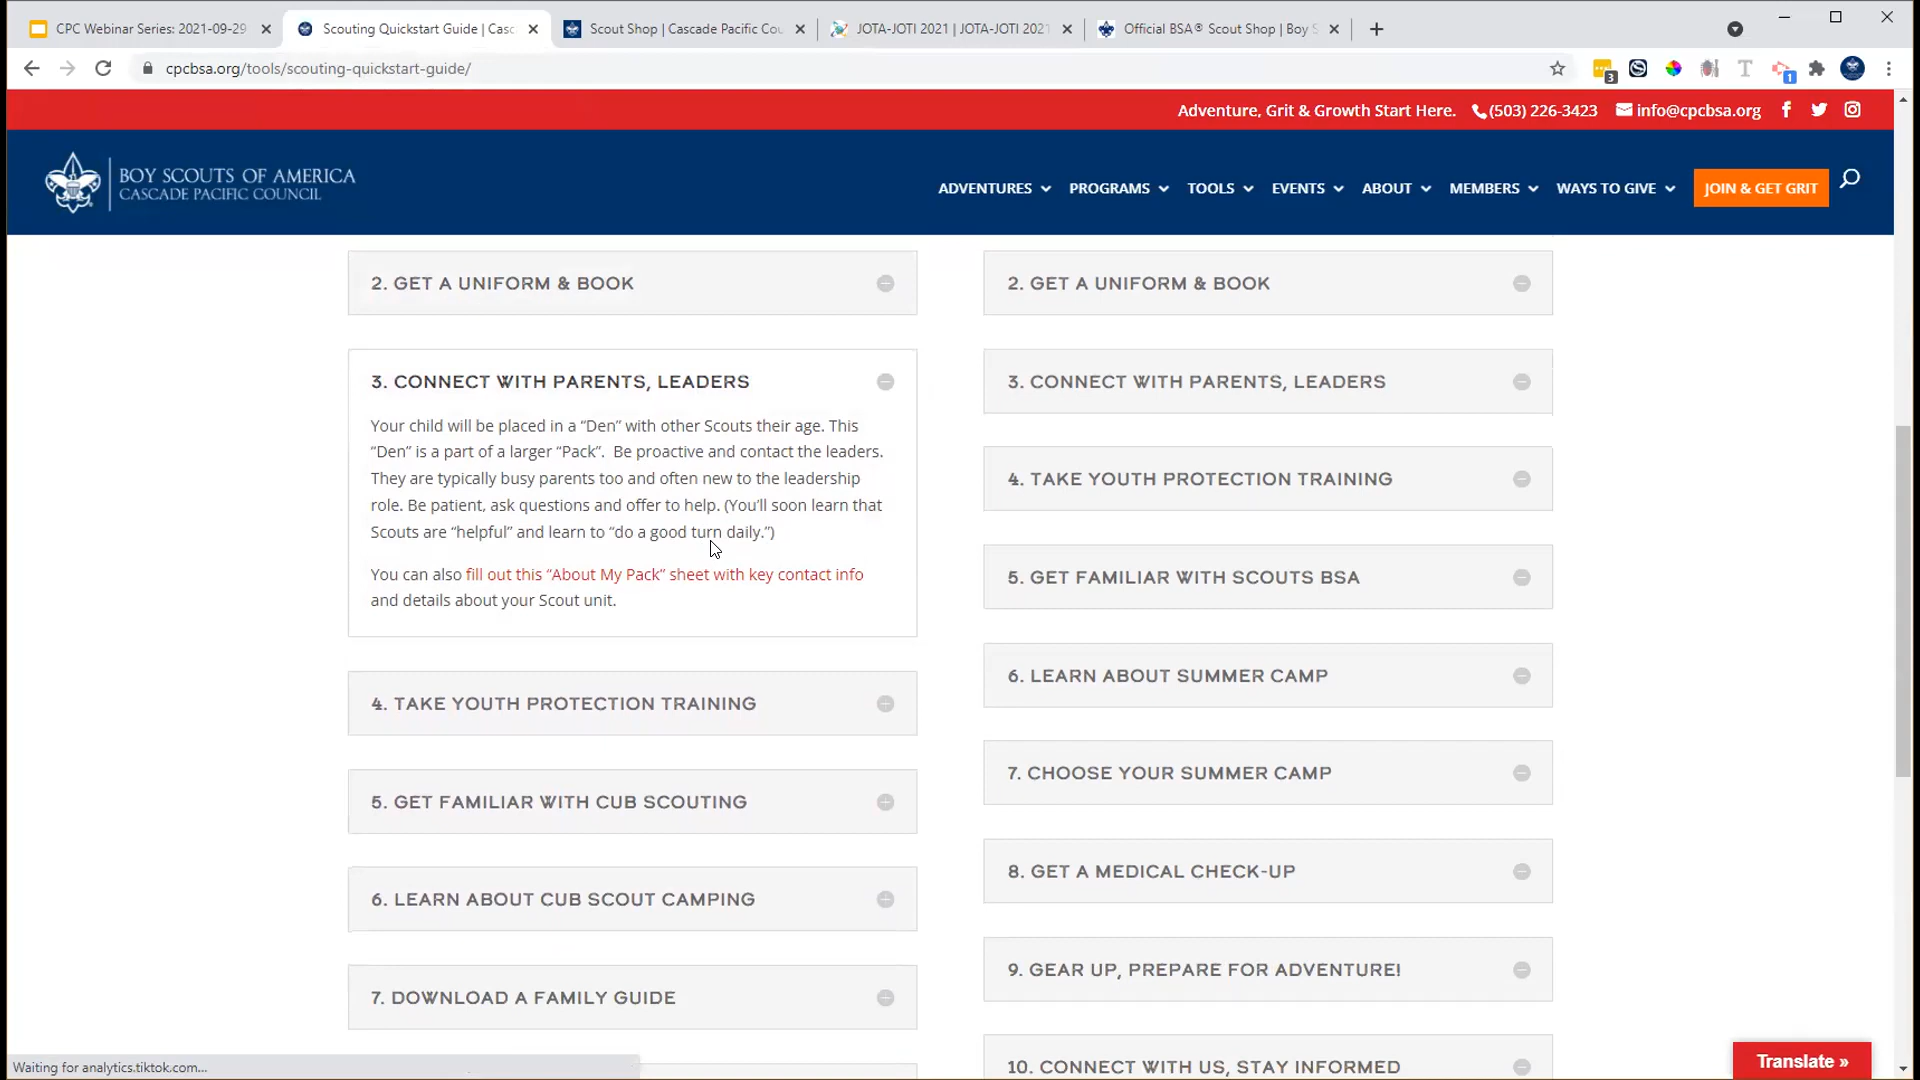 CPC Webinar Series: 2021-09-29
Scouting Quickstart Guide | Casc
Scout Shop | Cascade Pacific Cou
JOTA-JOTI 2021 | JOTA-JOTI 2021
Official BSA® Scout Shop | Boy S
cpcbsa.org/tools/scouting-quickstart-guide/
3
T
1
Adventure, Grit & Growth Start Here.
(503) 226-3423
info@cpcbsa.org
BOY SCOUTS OF AMERICA
CASCADE PACIFIC COUNCIL
ADVENTURES
PROGRAMS
TOOLS
EVENTS
ABOUT
MEMBERS
WAYS TO GIVE
JOIN & GET GRIT
2. GET A UNIFORM & BOOK
3. CONNECT WITH PARENTS, LEADERS
Your child will be placed in a “Den” with other Scouts their age. This
“Den” is a part of a larger “Pack”. Be proactive and contact the leaders.
They are typically busy parents too and often new to the leadership
role. Be patient, ask questions and offer to help. (You’ll soon learn that
Scouts are “helpful” and learn to “do a good turn daily.”)
You can also fill out this “About My Pack” sheet with key contact info
and details about your Scout unit.
4. TAKE YOUTH PROTECTION TRAINING
5. GET FAMILIAR WITH CUB SCOUTING
6. LEARN ABOUT CUB SCOUT CAMPING
7. DOWNLOAD A FAMILY GUIDE
2. GET A UNIFORM & BOOK
3. CONNECT WITH PARENTS, LEADERS
4. TAKE YOUTH PROTECTION TRAINING
5. GET FAMILIAR WITH SCOUTS BSA
6. LEARN ABOUT SUMMER CAMP
7. CHOOSE YOUR SUMMER CAMP
8. GET A MEDICAL CHECK-UP
9. GEAR UP, PREPARE FOR ADVENTURE!
10. CONNECT WITH US, STAY INFORMED
Waiting for analytics.tiktok.com...
Translate »